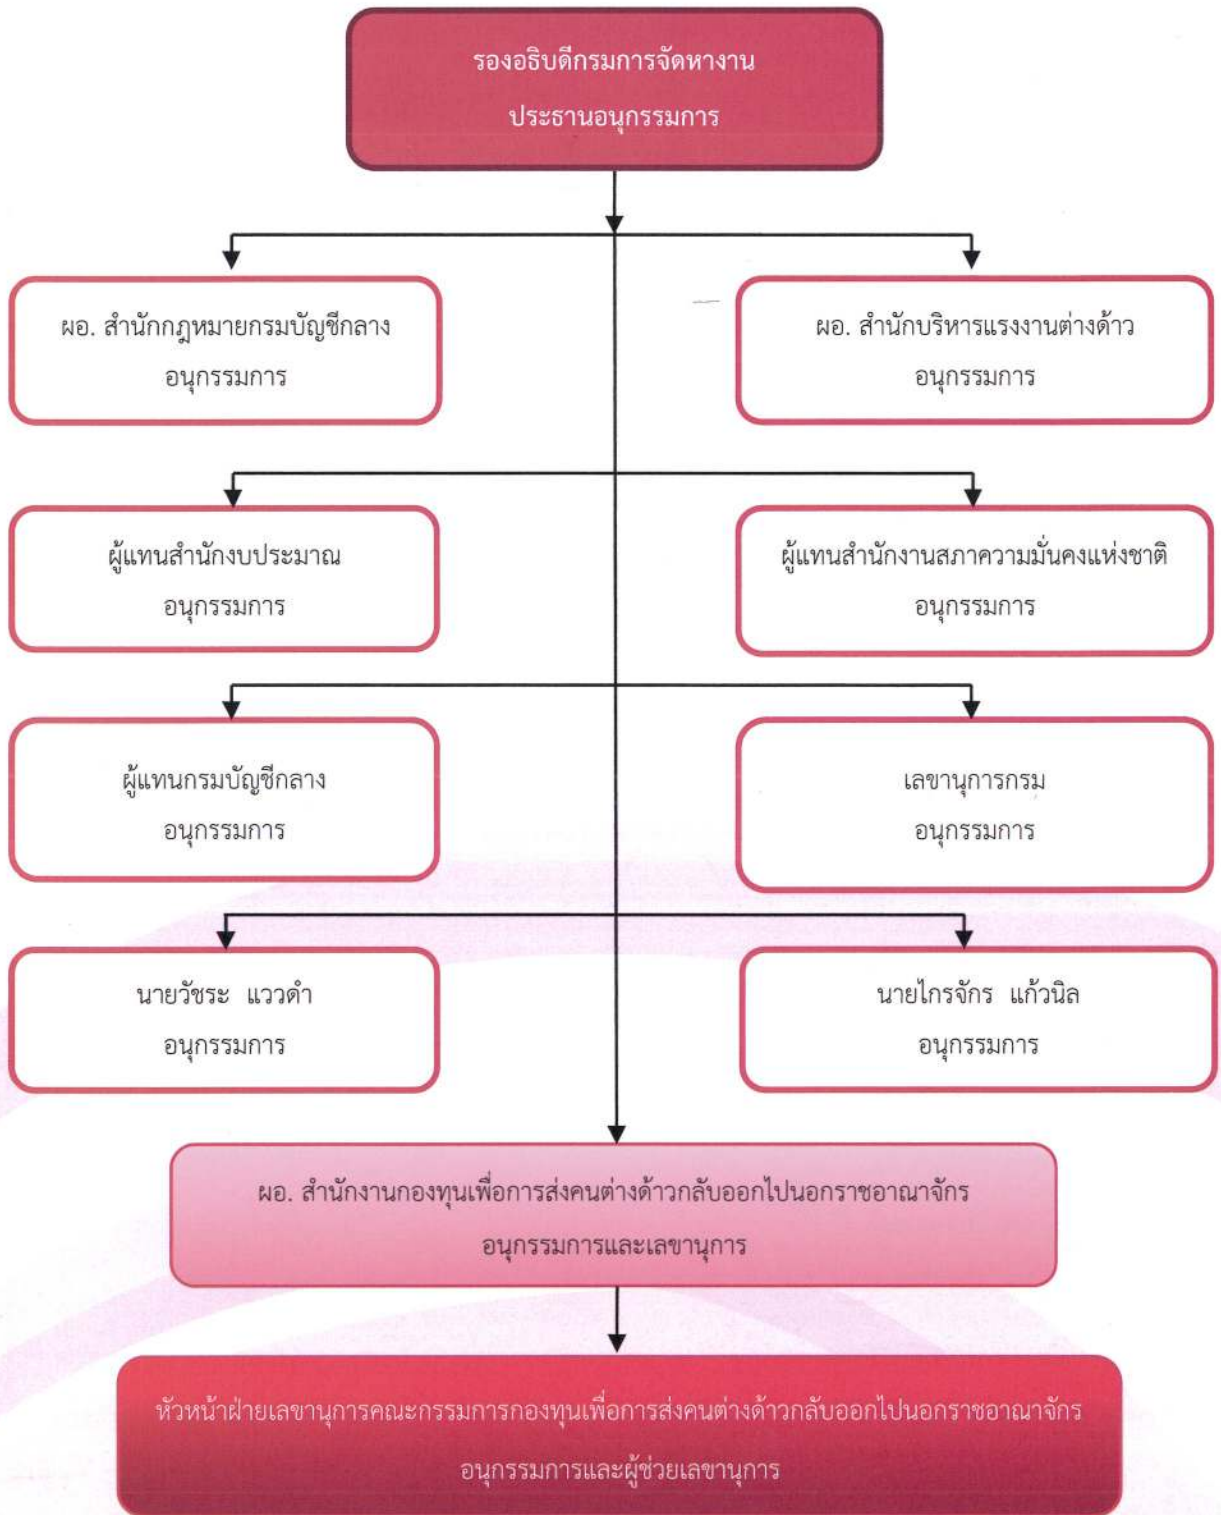 รองอธิบดีกรมการจัดหางาน
ประธานอนุกรรมการ
ผอ. สำนักกฎหมายกรมบัญชีกลาง
อนุกรรมการ
ผอ. สำนักบริหารแรงงานต่างด้าว
อนุกรรมการ
ผู้แทนสำนักงบประมาณ
อนุกรรมการ
ผู้แทนสำนักงานสภาความมั่นคงแห่งชาติ
อนุกรรมการ
ผู้แทนกรมบัญชีกลาง
อนุกรรมการ
เลขานุการกรม
อนุกรรมการ
นายวัชระ แววดำ
อนุกรรมการ
นายไกรจักร แก้วนิล
อนุกรรมการ
ผอ. สำนักงานกองทุนเพื่อการส่งคนต่างด้าวกลับออกไปนอกราชอาณาจักร
อนุกรรมการและเลขานุการ
หัวหน้าฝ่ายเลขานุการคณะกรรมการกองทุนเพื่อการส่งคนต่างด้าวกลับออกไปนอกราชอาณาจักร
อนุกรรมการและผู้ช่วยเลขานุการ